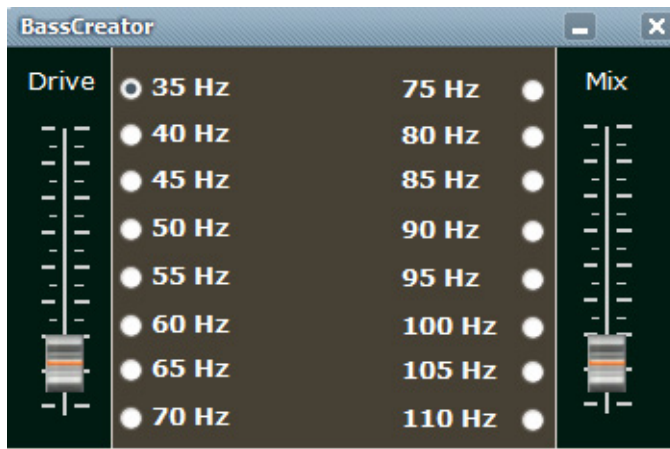 BassCreator
Drive
Mix
35 Hz
75 Hz
40 Hz
80 Hz
45 Hz
85 Hz
50 Hz
90 Hz
55 Hz
95 Hz
60 Hz
100 Hz
65 Hz
105 Hz
70 Hz
110 Hz